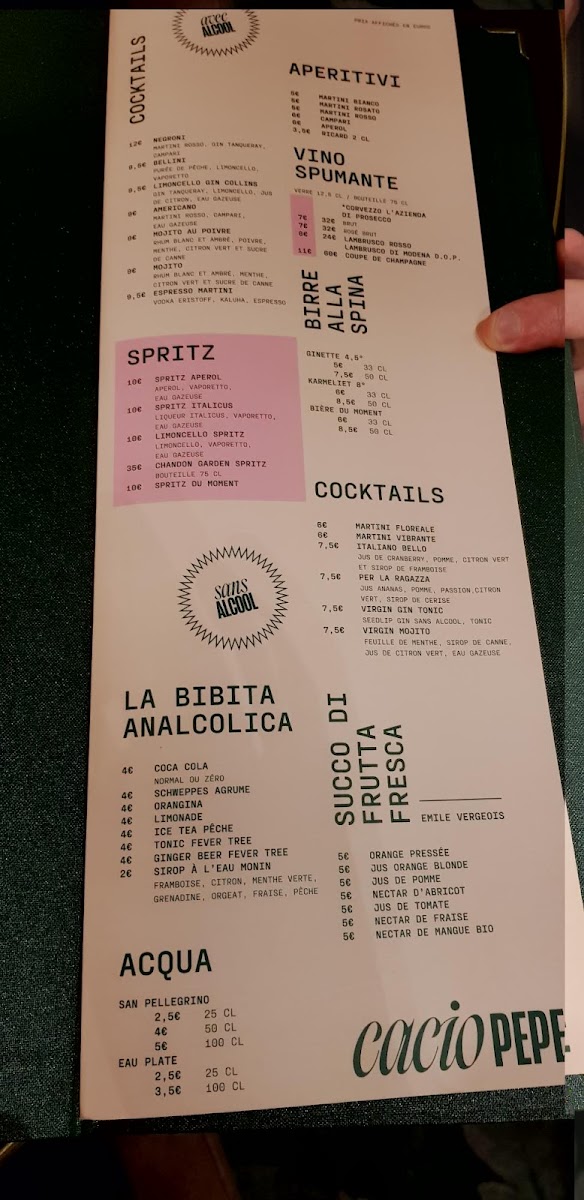 avec
ALCOOL
PRIX AFFICHÉS EN EUROS
COCKTAILS
12€ NEGRONI
MARTINI ROSSO, GIN TANQUERAY,
CAMPARI
8,5€ BELLINI
PURÉE DE PÊCHE, LIMONCELLO,
VAPORETTO
8,5€ LIMONCELLO GIN COLLINS
GIN TANQUERAY, LIMONCELLO, JUS
DE CITRON, EAU GAZEUSE
9€ AMERICANO
MARTINI ROSSO, CAMPARI,
EAU GAZEUSE
MOJITO AU POIVRE
RHUM BLANC ET AMBRÉ, POIVRE,
MENTHE, CITRON VERT ET SUCRE
DE CANNE
9€ MOJITO
RHUM BLANC ET AMBRÉ, MENTHE,
CITRON VERT ET SUCRE DE CANNE
9,5€ ESPRESSO MARTINI
VODKA ERISTOFF, KALUHA, ESPRESSO
SPRITZ
10€ SPRITZ APEROL
APEROL, VAPORETTO,
EAU GAZEUSE
10€ SPRITZ ITALICUS
LIQUEUR ITALICUS, VAPORETTO,
EAU GAZEUSE
10€ LIMONCELLO SPRITZ
LIMONCELLO, VAPORETTO,
EAU GAZEUSE
35€ CHANDON GARDEN SPRITZ
BOUTEILLE 75 CL
10€ SPRITZ DU MOMENT
APERITIVI
5€ MARTINI BIANCO
5€ MARTINI ROSATO
5€ MARTINI ROSSO
6€ CAMPARI
6€ APEROL
3,5€ RICARD 2 CL
VINO
SPUMANTE
VERRE 12,5 CL / BOUTEILLE 75 CL
"CORVEZZO L'AZIENDA
DI PROSECCO
7€ 32€ BRUT
7€ 32€ ROSÉ BRUT
6€ 24€ LAMBRUSCO ROSSO
LAMBRUSCO DI MODENA D.O.P.
11€ 60€ COUPE DE CHAMPAGNE
BIRRE
ALLA
SPINA
GINETTE 4,5°
5€ 33 CL
7,5€ 50 CL
KARMELIET 8°
6€ 33 CL
8,5€ 50 CL
BIÈRE DU MOMENT
6€ 33 CL
8,5€ 50 CL
sans
ALCOOL
COCKTAILS
6€ MARTINI FLOREALE
6€ MARTINI VIBRANTE
7,5€ ITALIANO BELLO
JUS DE CRANBERRY, POMME, CITRON VERT
ET SIROP DE FRAMBOISE
7,5€ PER LA RAGAZZA
JUS ANANAS, POMME, PASSION,CITRON
VERT, SIROP DE CERISE
7,5€ VIRGIN GIN TONIC
SEEDLIP GIN SANS ALCOOL, TONIC
7,5€ VIRGIN MOJITO
FEUILLE DE MENTHE, SIROP DE CANNE,
JUS DE CITRON VERT, EAU GAZEUSE
LA BIBITA
ANALCOLICA
4€ COCA COLA
NORMAL OU ZÉRO
4€ SCHWEPPES AGRUME
4€ ORANGINA
4€ LIMONADE
4€ ICE TEA PÊCHE
4€ TONIC FEVER TREE
4€ GINGER BEER FEVER TREE
2€ SIROP À L'EAU MONIN
FRAMBOISE, CITRON, MENTHE VERTE,
GRENADINE, ORGEAT, FRAISE, PÊCHE
SUCCO DI
FRUTTA
FRESCA
EMILE VERGEOIS
5€ ORANGE PRESSÉE
5€ JUS ORANGE BLONDE
5€ JUS DE POMME
5€ NECTAR D'ABRICOT
5€ JUS DE TOMATE
5€ NECTAR DE FRAISE
5€ NECTAR DE MANGUE BIO
ACQUA
SAN PELLEGRINO
2,5€ 25 CL
4€ 50 CL
5€ 100 CL
EAU PLATE
2,5€ 25 CL
3,5€ 100 CL
cacio PEPE